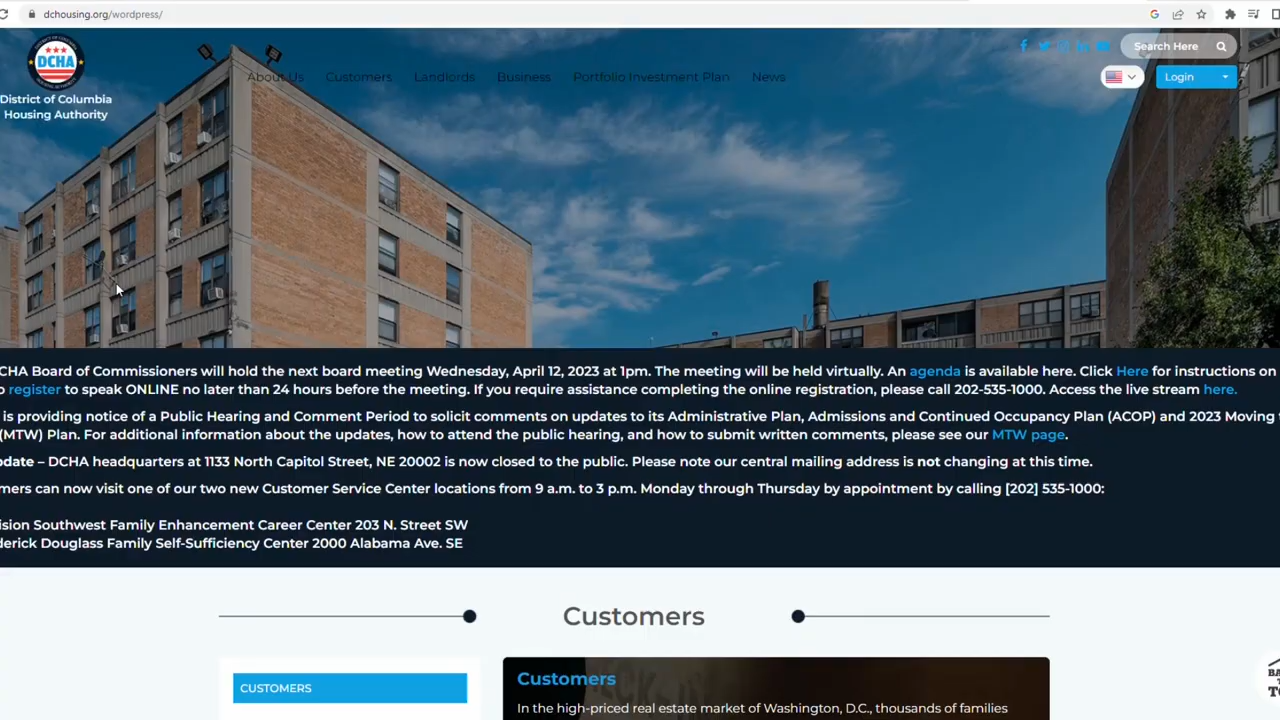 dchousing.org/wordpress/
DCHA
District of Columbia
Housing Authority
About Us Customers Landlords Business Portfolio Investment Plan News
Search Here
Login
CHA Board of Commissioners will hold the next board meeting Wednesday, April 12, 2023 at 1pm. The meeting will be held virtually. An agenda is available here. Click Here for instructions on
register to speak ONLINE no later than 24 hours before the meeting. If you require assistance completing the online registration, please call 202-535-1000. Access the live stream here.
is providing notice of a Public Hearing and Comment Period to solicit comments on updates to its Administrative Plan, Admissions and Continued Occupancy Plan (ACOP) and 2023 Moving
(MTW) Plan. For additional information about the updates, how to attend the public hearing, and how to submit written comments, please see our MTW page.
pdate – DCHA headquarters at 1133 North Capitol Street, NE 20002 is now closed to the public. Please note our central mailing address is not changing at this time.
mers can now visit one of our two new Customer Service Center locations from 9 a.m. to 3 p.m. Monday through Thursday by appointment by calling [202] 535-1000:
ision Southwest Family Enhancement Career Center 203 N. Street SW
derick Douglass Family Self-Sufficiency Center 2000 Alabama Ave. SE
Customers
CUSTOMERS
Customers
In the high-priced real estate market of Washington, D.C., thousands of families